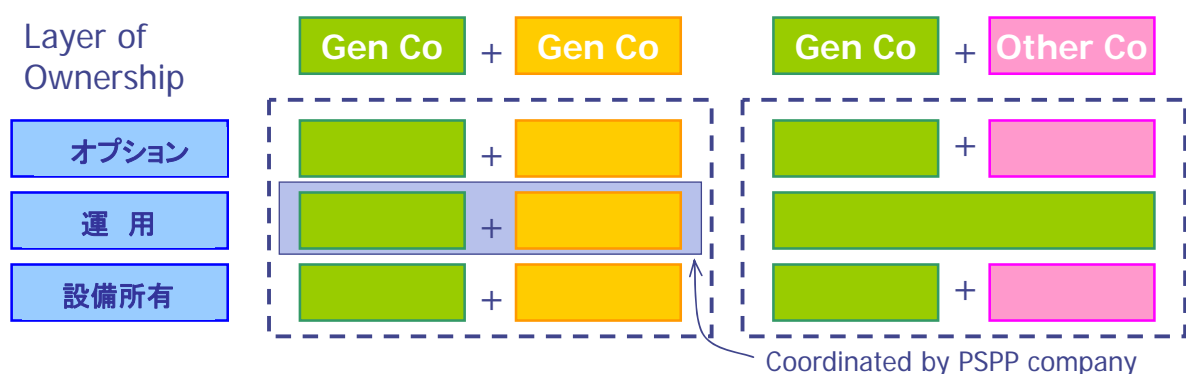 Layer of
Ownership
Gen Co + Gen Co
Gen Co + Other Co
オプション
+
+
運 用
+
設備所有
+
+
Coordinated by PSPP company